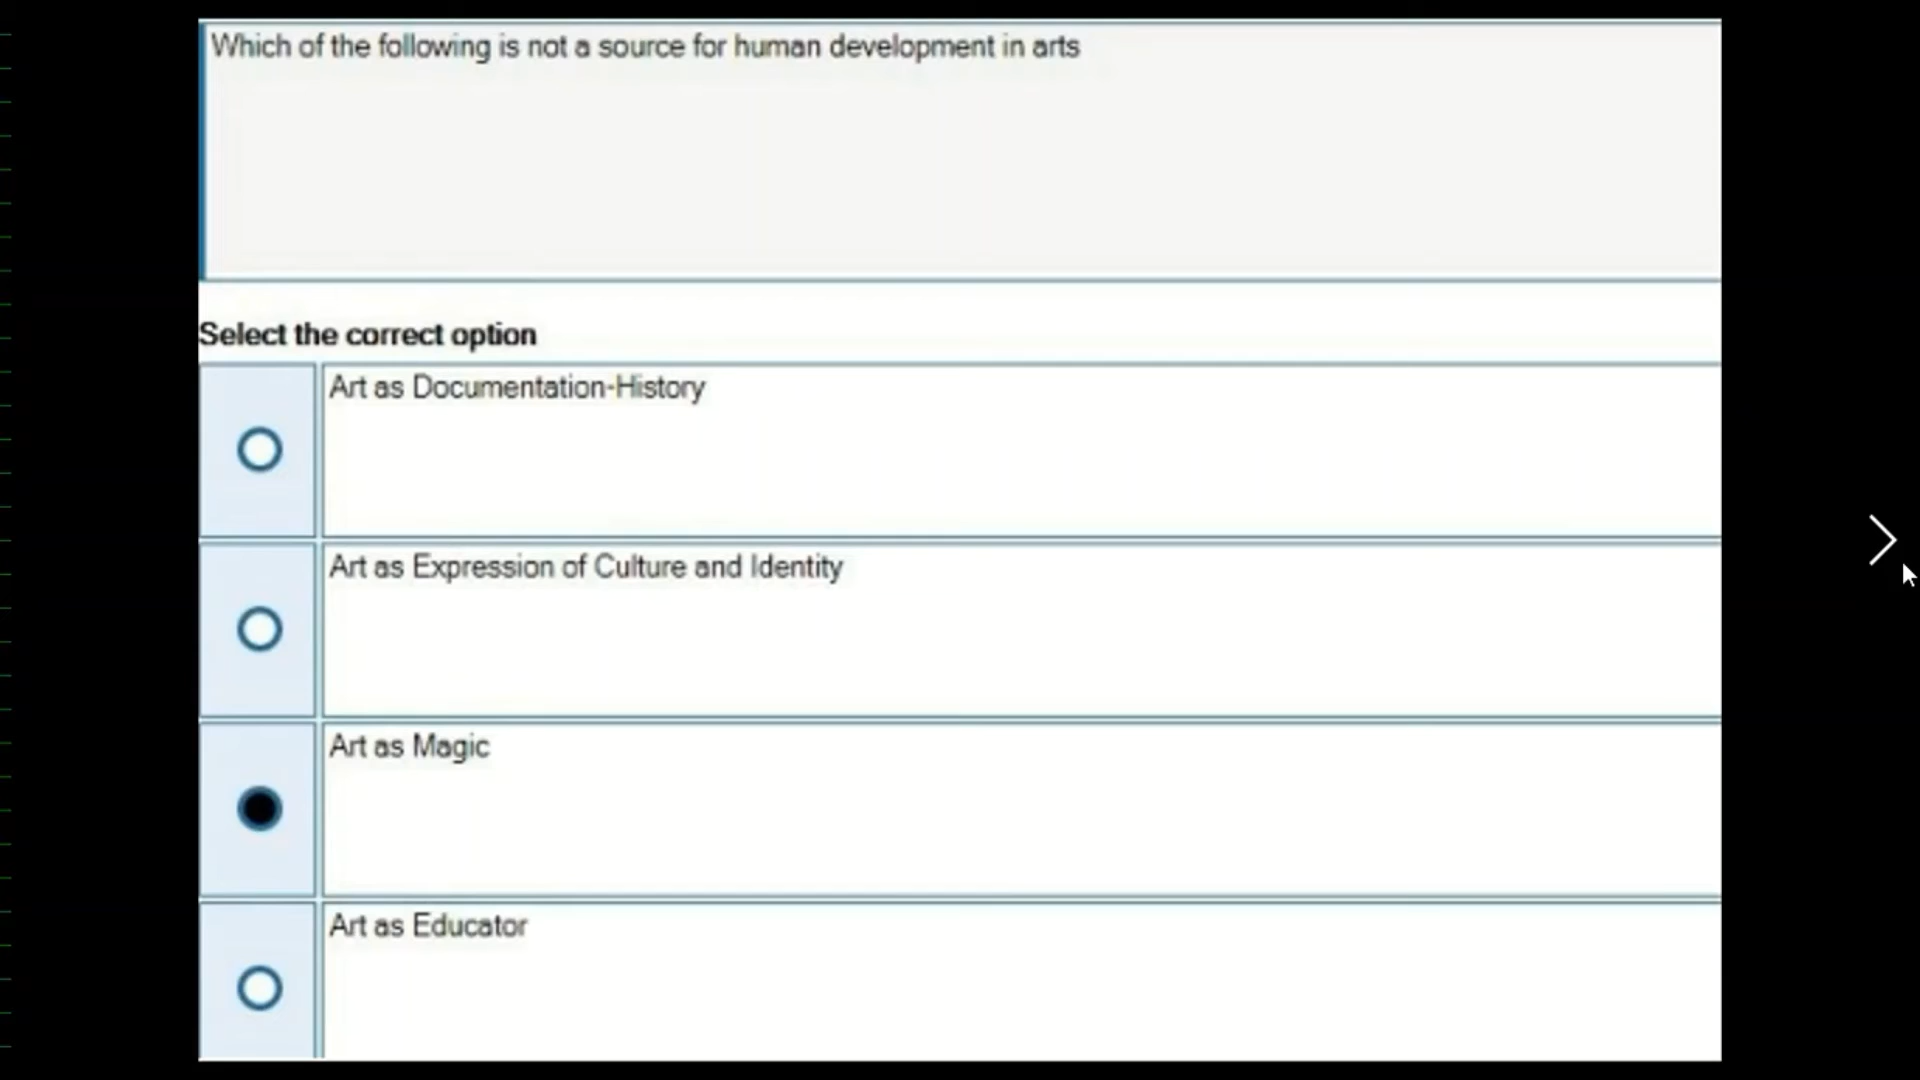 Which of the following is not a source for human development in arts
Select the correct option
Art as Documentation-History
Art as Expression of Culture and Identity
Art as Magic
Art as Educator